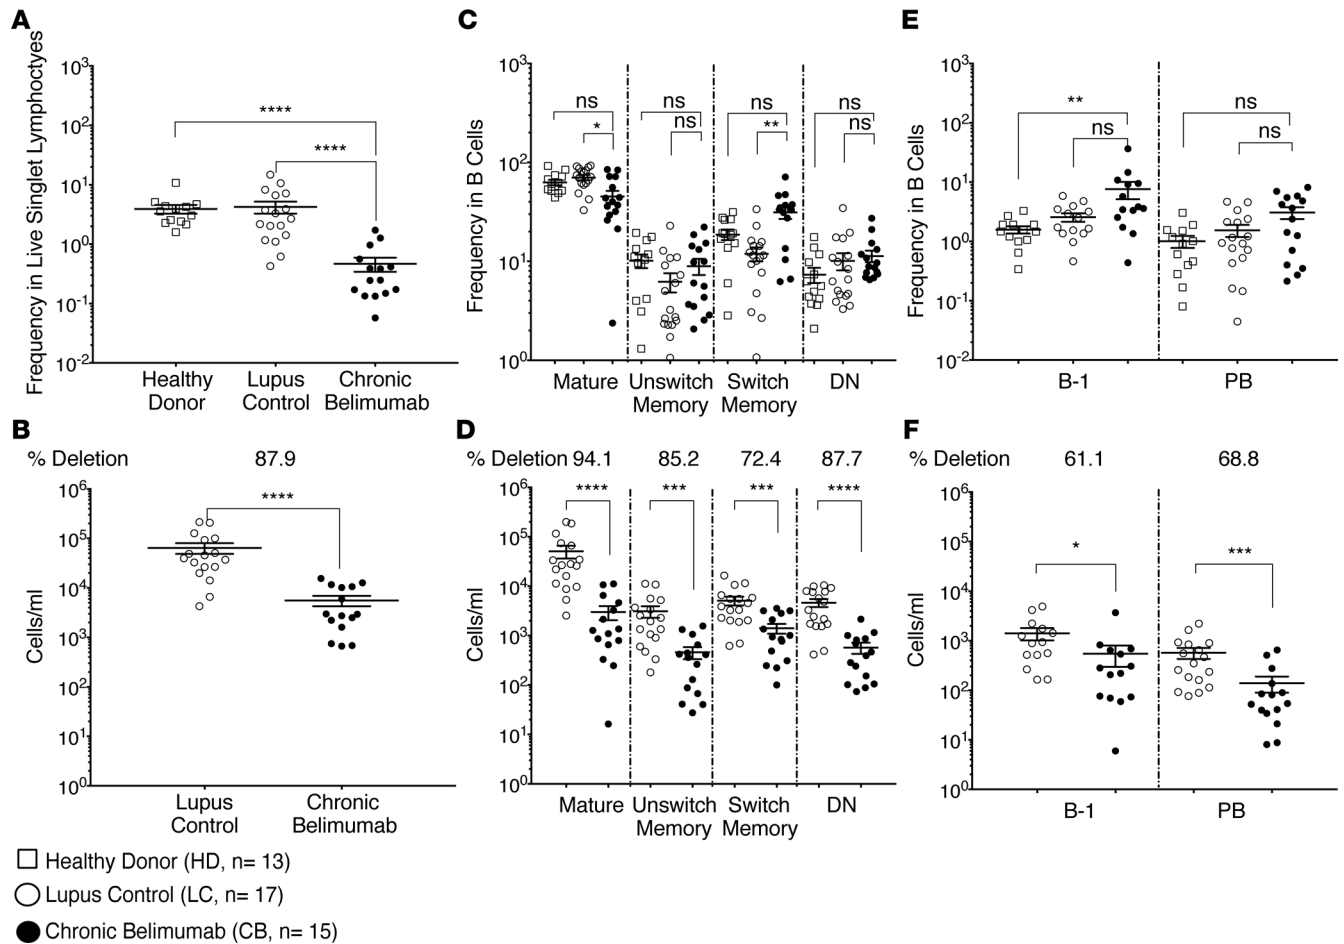 A
Frequency in Live Singlet Lymphoctyes
10³
10²
10¹
10⁰
10⁻¹
10⁻²
****
****
Healthy Donor
Lupus Control
Chronic Belimumab
C
Frequency in B Cells
10³
10²
10¹
10⁰
ns
*
ns
ns
ns
**
ns
ns
Mature
Unswitch Memory
Switch Memory
DN
E
Frequency in B Cells
10³
10²
10¹
10⁰
10⁻¹
10⁻²
**
ns
ns
ns
B-1
PB
B
% Deletion 87.9
Cells/ml
10⁶
10⁵
10⁴
10³
10²
10¹
10⁰
****
Lupus Control
Chronic Belimumab
D
% Deletion 94.1 85.2 72.4 87.7
Cells/ml
10⁶
10⁵
10⁴
10³
10²
10¹
10⁰
**** *** *** ****
Mature
Unswitch Memory
Switch Memory
DN
F
% Deletion 61.1 68.8
Cells/ml
10⁶
10⁵
10⁴
10³
10²
10¹
10⁰
* ***
B-1
PB
Healthy Donor (HD, n= 13)
Lupus Control (LC, n= 17)
Chronic Belimumab (CB, n= 15)